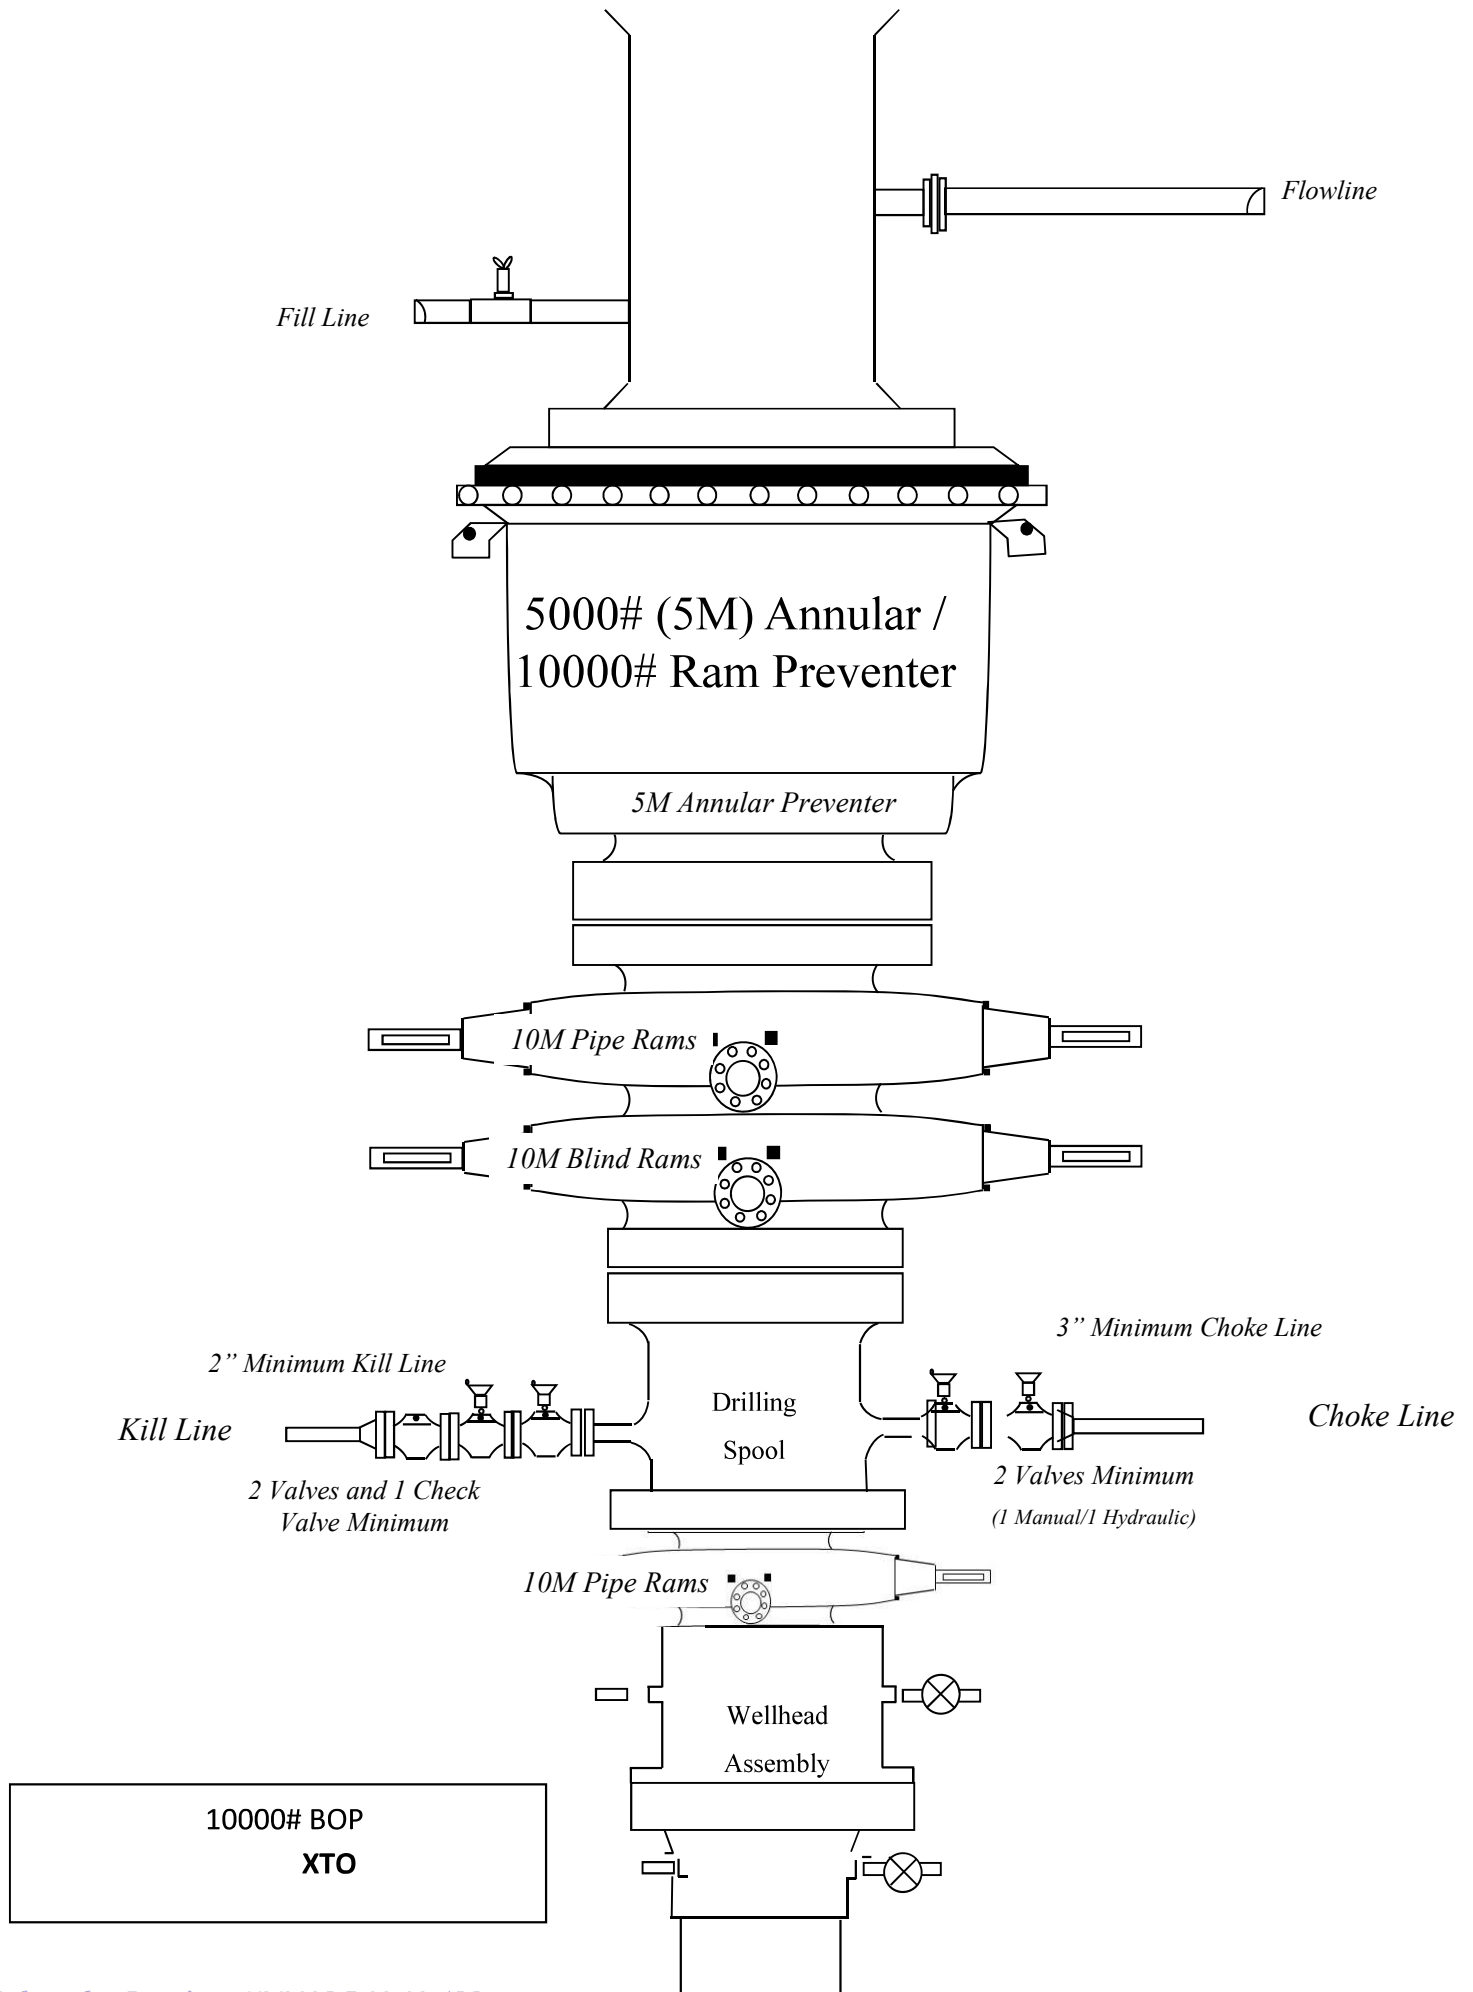 Flowline
Fill Line
5000# (5M) Annular /
10000# Ram Preventer
5M Annular Preventer
10M Pipe Rams
10M Blind Rams
3” Minimum Choke Line
2” Minimum Kill Line
Drilling
Spool
Kill Line
Choke Line
2 Valves and 1 Check
Valve Minimum
2 Valves Minimum
(1 Manual/1 Hydraulic)
10M Pipe Rams
Wellhead
Assembly
10000# BOP
XTO